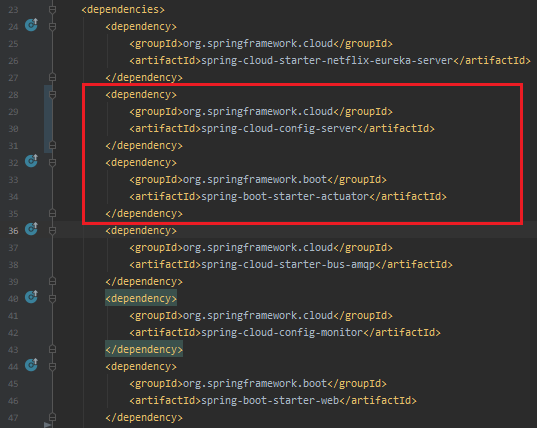 23 <dependencies>
24 <dependency>
25 <groupId>org.springframework.cloud</groupId>
26 <artifactId>spring-cloud-starter-netflix-eureka-server</artifactId>
27 </dependency>
28 <dependency>
29 <groupId>org.springframework.cloud</groupId>
30 <artifactId>spring-cloud-config-server</artifactId>
31 </dependency>
32 <dependency>
33 <groupId>org.springframework.boot</groupId>
34 <artifactId>spring-boot-starter-actuator</artifactId>
35 </dependency>
36 <dependency>
37 <groupId>org.springframework.cloud</groupId>
38 <artifactId>spring-cloud-starter-bus-amqp</artifactId>
39 </dependency>
40 <dependency>
41 <groupId>org.springframework.cloud</groupId>
42 <artifactId>spring-cloud-config-monitor</artifactId>
43 </dependency>
44 <dependency>
45 <groupId>org.springframework.boot</groupId>
46 <artifactId>spring-boot-starter-web</artifactId>
47 </dependency>